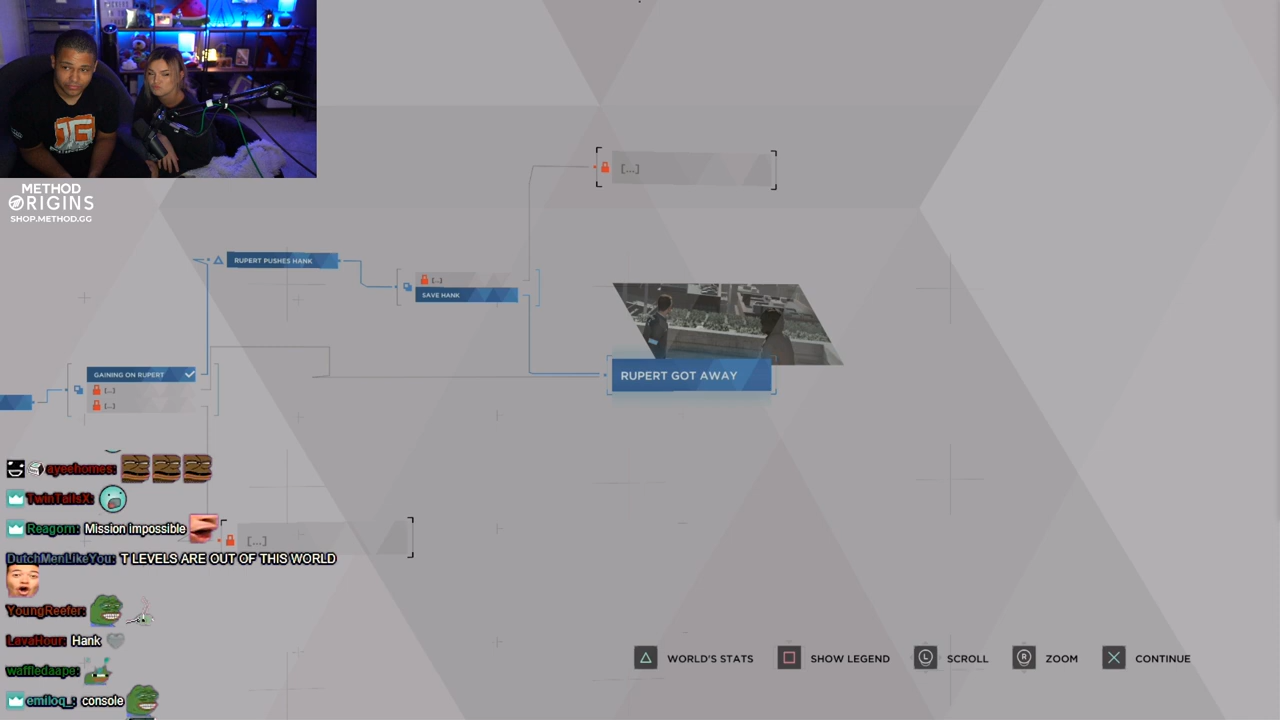 METHOD
ORIGINS
SHOP.METHOD.GG
[...]
RUPERT PUSHES HANK
[...]
SAVE HANK
GAINING ON RUPERT
[...]
[...]
RUPERT GOT AWAY
[...]
ayeehomes:
TwinTailsX:
Reagorn: Mission impossible
DutchMenLikeYou: T LEVELS ARE OUT OF THIS WORLD
YoungReefer:
LavaHour: Hank
waffledaape:
emiloq_: console
WORLD'S STATS
SHOW LEGEND
L SCROLL
R ZOOM
CONTINUE